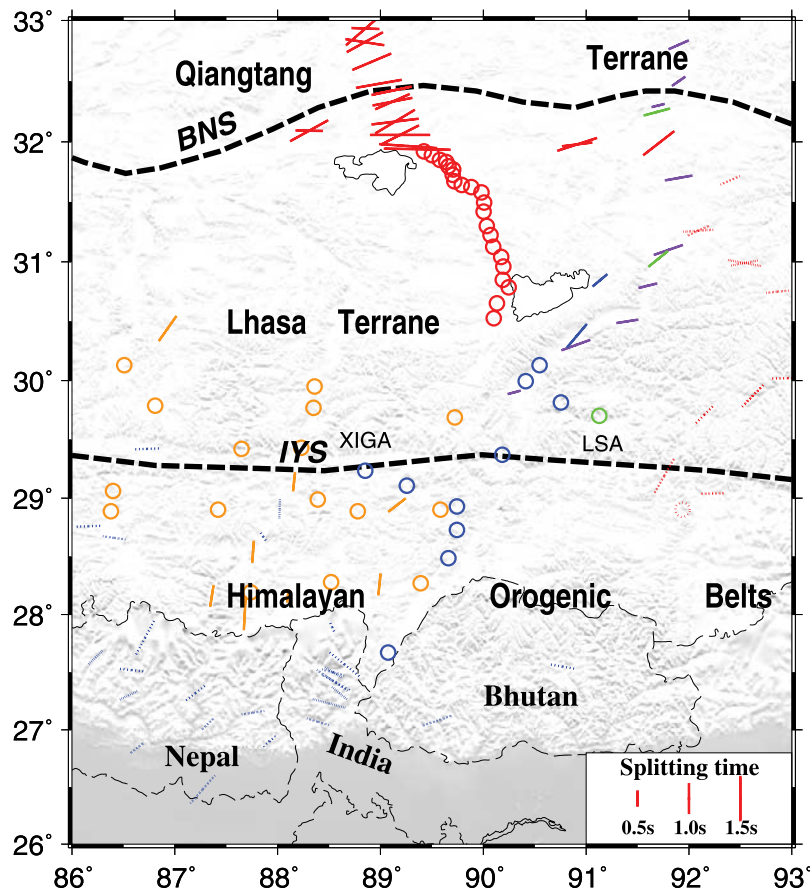 33°
Qiangtang
Terrane
BNS
32°
31°
Lhasa Terrane
30°
XIGA
LSA
IYS
29°
28°
Himalayan
Orogenic
Belts
Bhutan
27°
Nepal
India
Splitting time
0.5s 1.0s 1.5s
26°
86° 87° 88° 89° 90° 91° 92° 93°